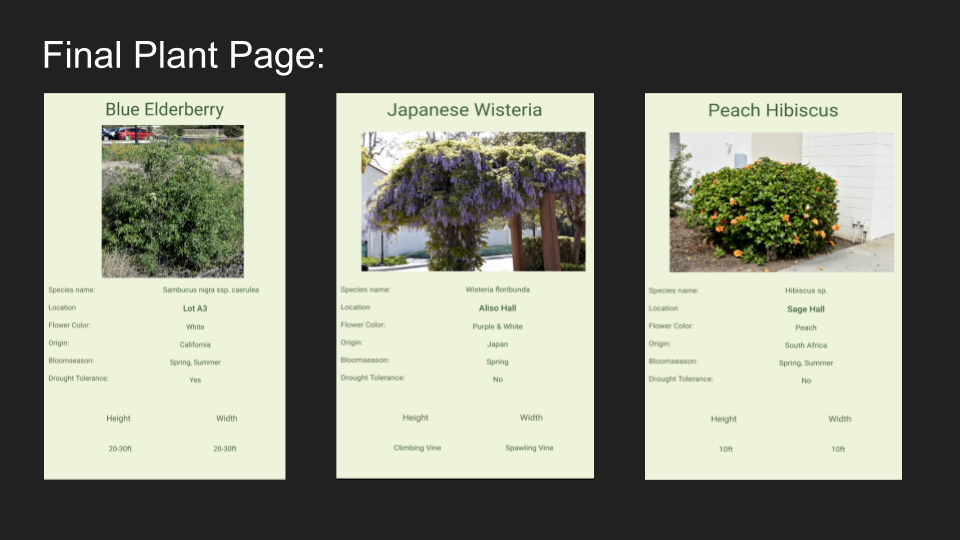 Final Plant Page:
Blue Elderberry
Species name: Sambucus nigra ssp. caerulea
Location Lot A3
Flower Color: White
Origin: California
Bloomseason: Spring, Summer
Drought Tolerance: Yes
Height Width
20-30ft 20-30ft
Japanese Wisteria
Species name: Wisteria floribunda
Location Aliso Hall
Flower Color: Purple & White
Origin: Japan
Bloomseason: Spring
Drought Tolerance: No
Height Width
Climbing Vine Spawling Vine
Peach Hibiscus
Species name: Hibiscus sp.
Location Sage Hall
Flower Color: Peach
Origin: South Africa
Bloomseason: Spring, Summer
Drought Tolerance: No
Height Width
10ft 10ft